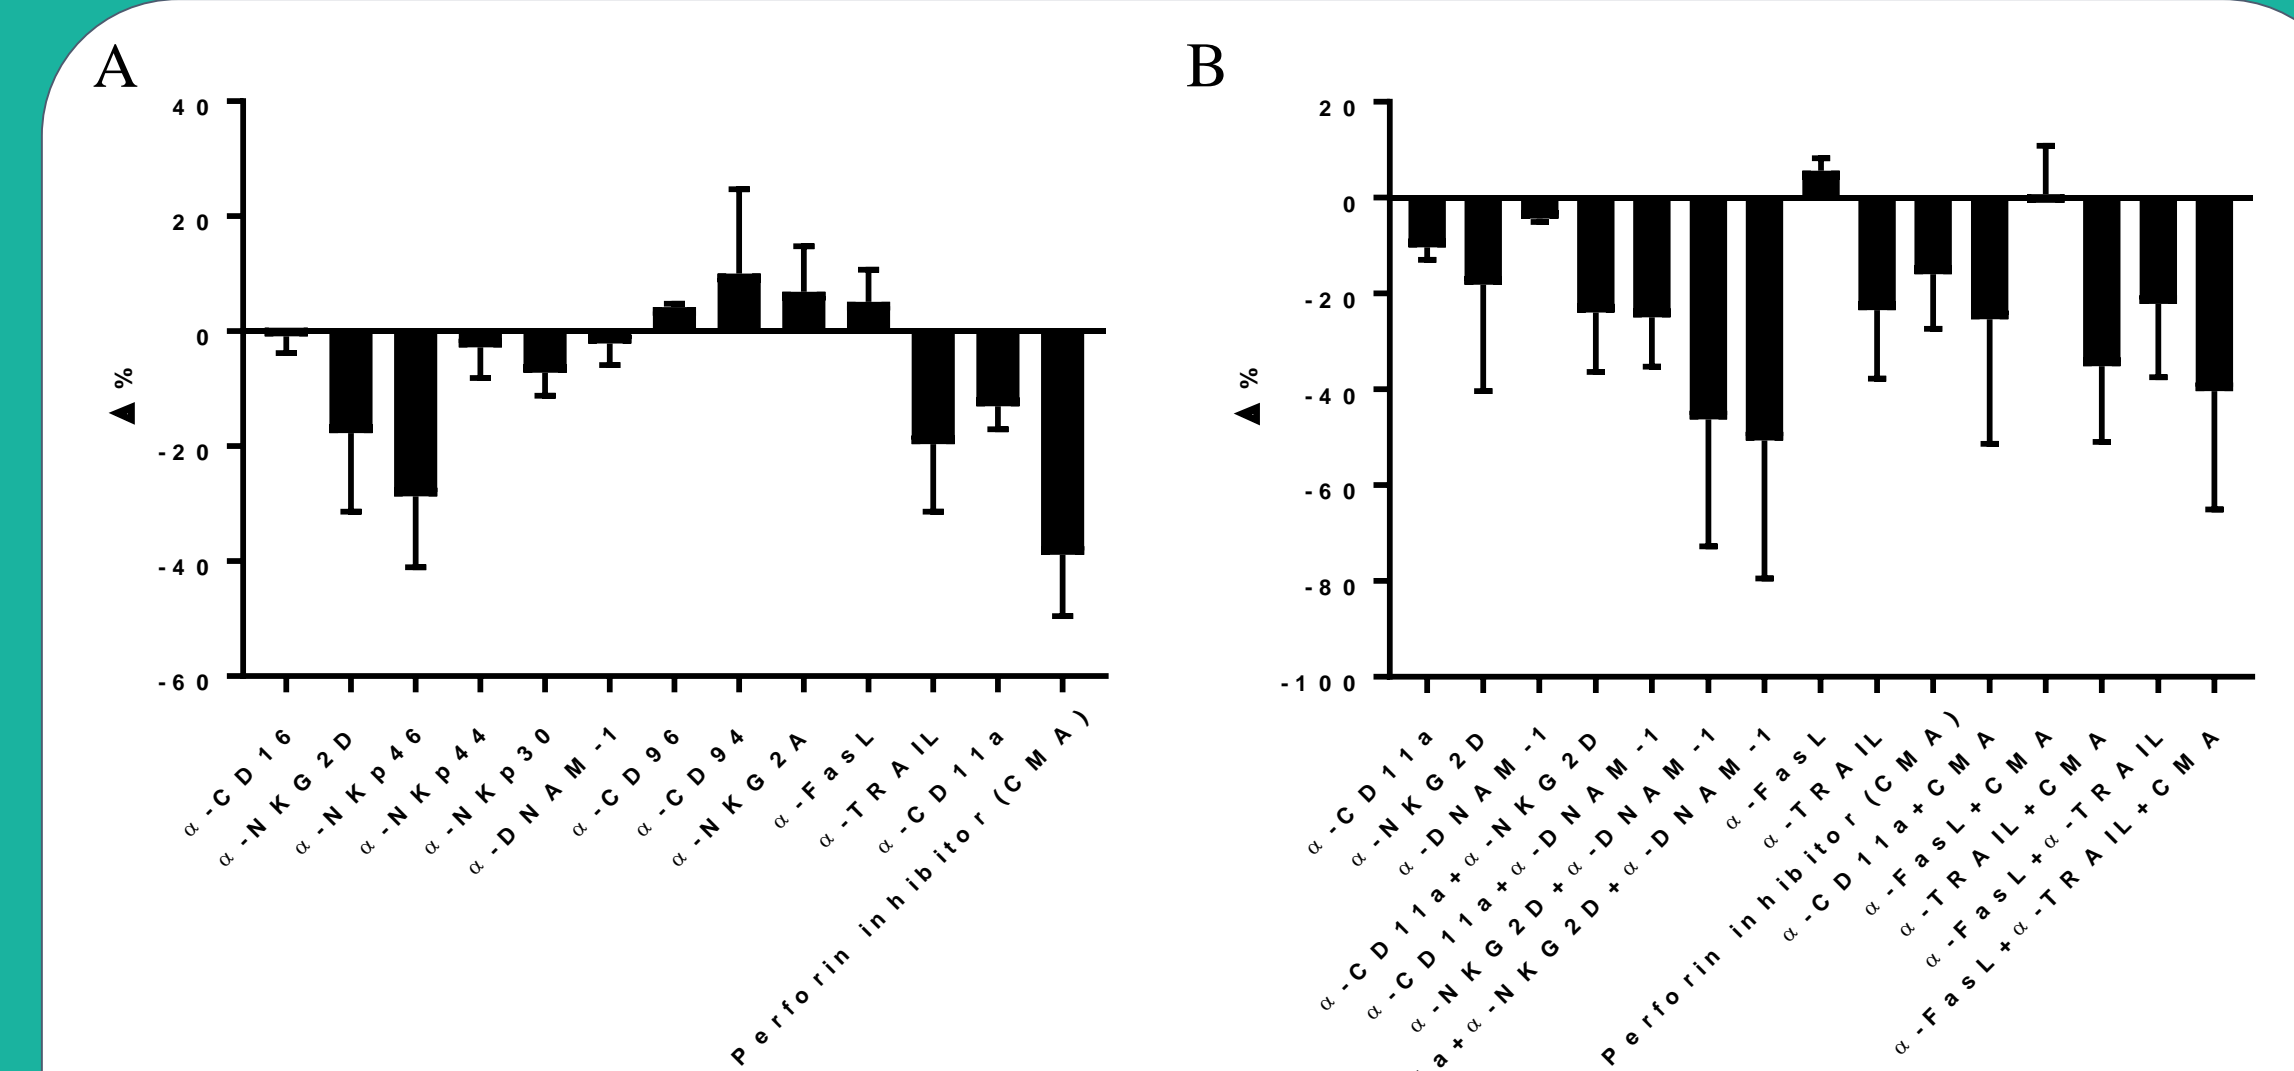 A
40
20
0
-20
-40
-60
▲ %
α-CD16
α-NKG2D
α-NKp46
α-NKp44
α-NKp30
α-DNAM-1
α-CD96
α-CD94
α-NKG2A
α-FasL
α-TRAIL
α-CD11a
Perforin inhibitor (CMA)
B
20
0
-20
-40
-60
-80
-100
▲ %
α-CD11a
α-NKG2D
α-DNAM-1
α-CD11a+α-NKG2D
α-CD11a+α-DNAM-1
α-NKG2D+α-DNAM-1
a+α-NKG2D+α-DNAM-1
α-FasL
α-TRAIL
Perforin inhibitor (CMA)
α-CD11a+CMA
α-FasL+CMA
α-TRAIL+CMA
α-FasL+α-TRAIL
α-FasL+α-TRAIL+CMA